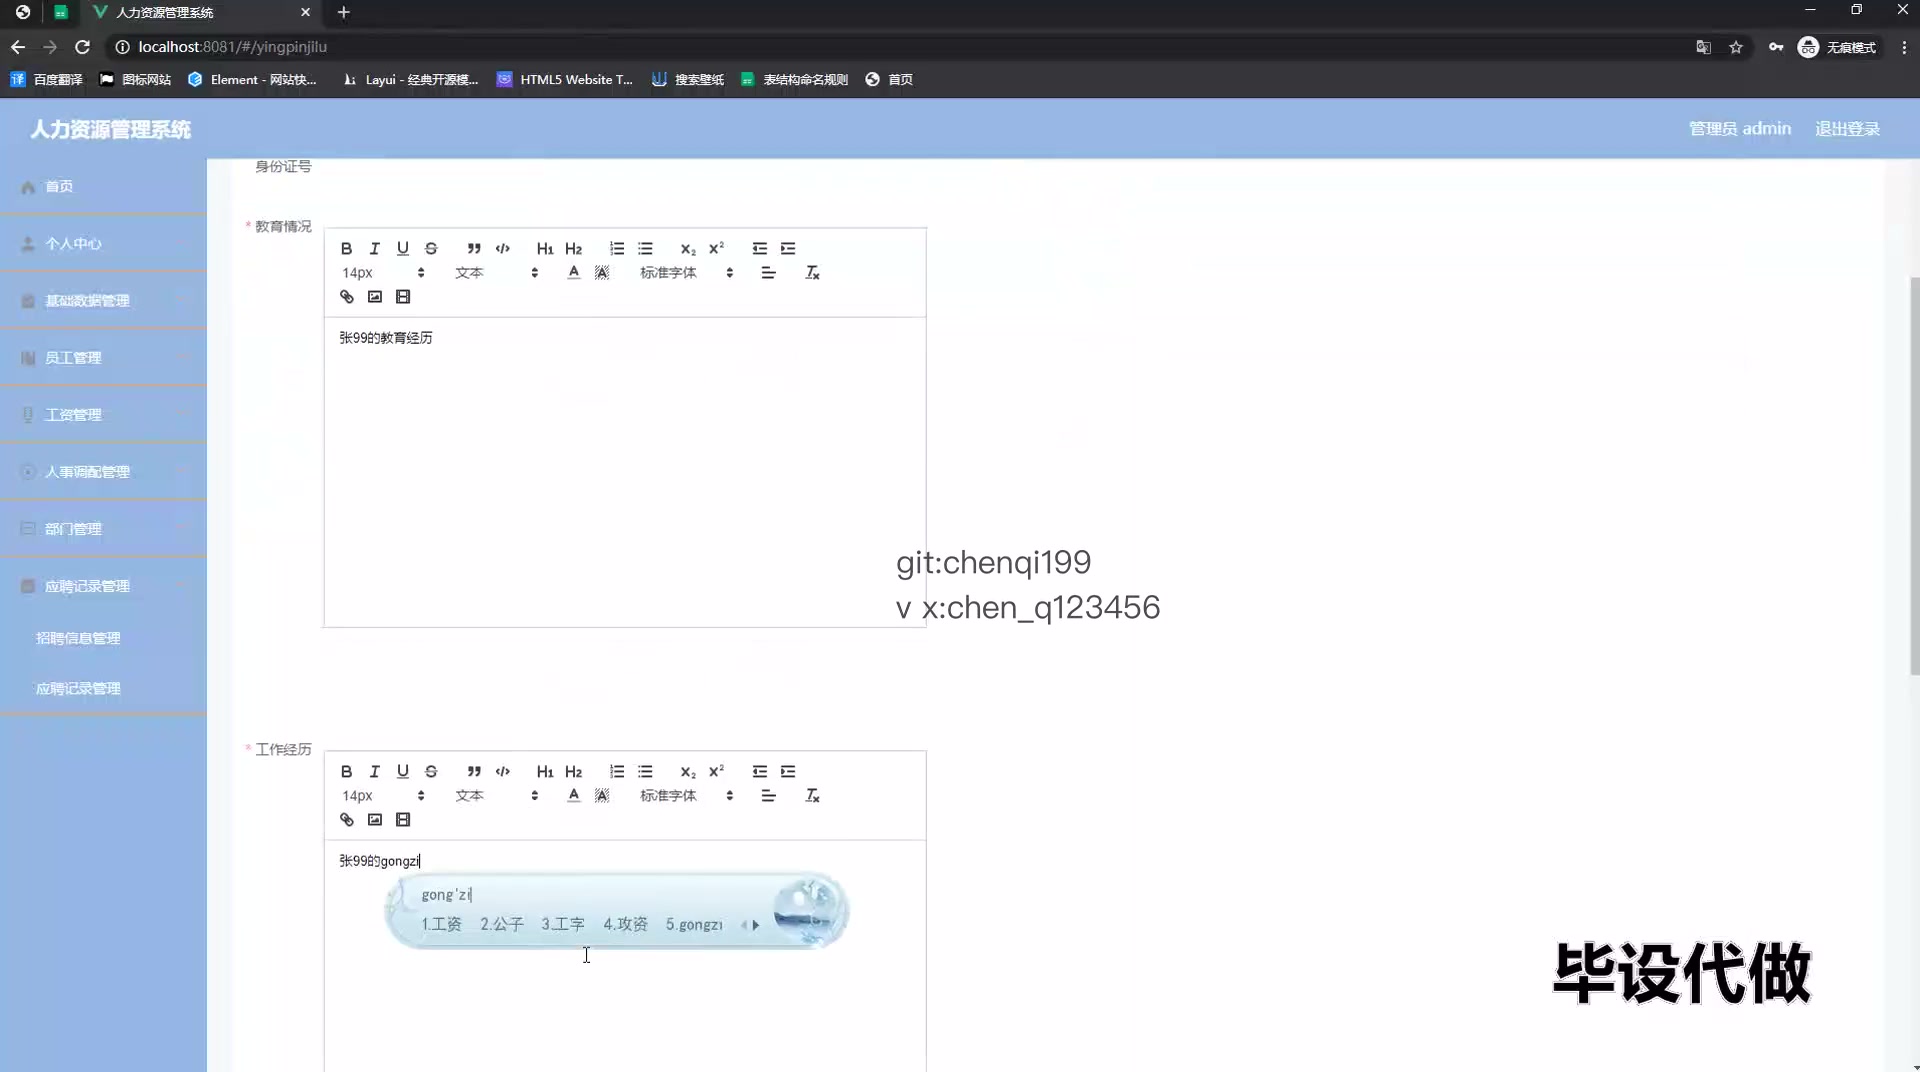 人力资源管理系统
localhost:8081/#/yingpinjilu
无痕模式
百度翻译 图标网站 Element - 网站快... Layui - 经典开源模... HTML5 Website T... 搜索壁纸 表结构命名规则 首页
人力资源管理系统
管理员 admin 退出登录
首页
个人中心
基础数据管理
员工管理
工资管理
人事调配管理
部门管理
应聘记录管理
招聘信息管理
应聘记录管理
身份证号
* 教育情况
B I U S H1 H2 x₂ x²
14px 文本 A A 标准字体
张99的教育经历
git:chenqi199
v x:chen_q123456
* 工作经历
B I U S H1 H2 x₂ x²
14px 文本 A A 标准字体
张99的gongzi
gong'zi
1.工资 2.公子 3.工字 4.攻资 5.gongzi
毕设代做